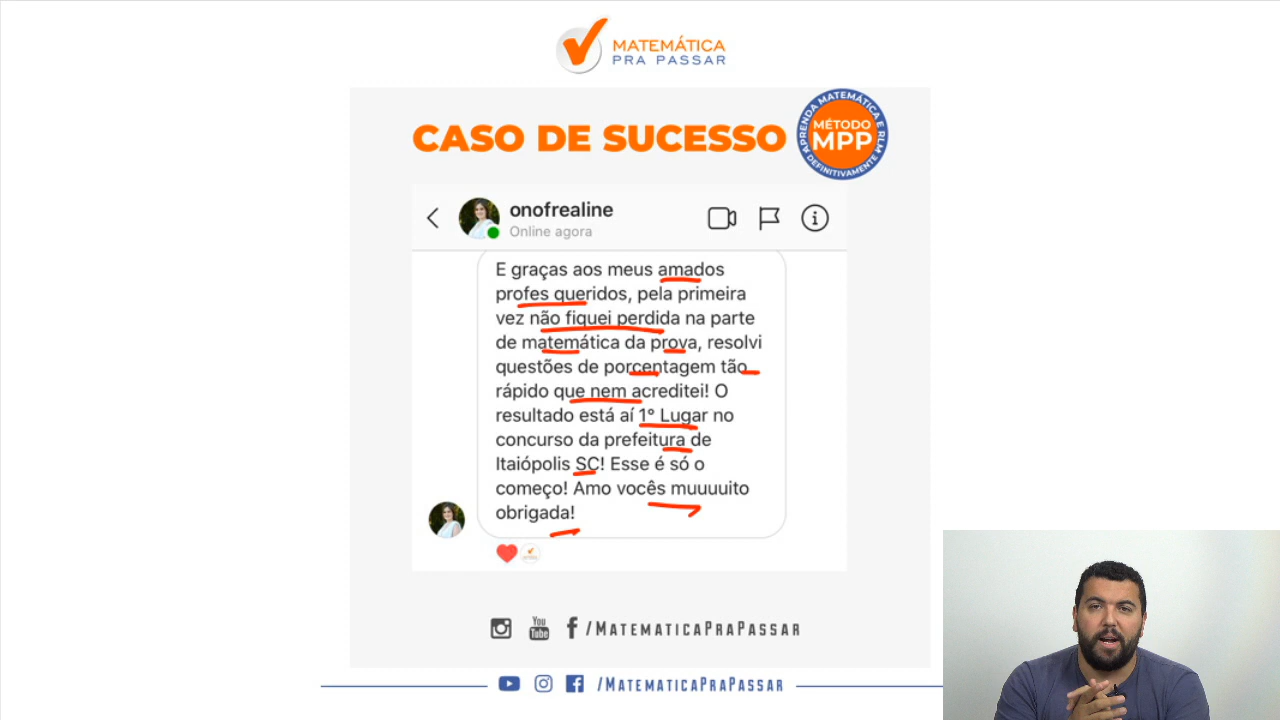 MATEMÁTICA
PRA PASSAR
CASO DE SUCESSO
APRENDA MATEMÁTICA E RLM
MÉTODO
MPP
DEFINITIVAMENTE
onofrealine
Online agora
E graças aos meus amados
profes queridos, pela primeira
vez não fiquei perdida na parte
de matemática da prova, resolvi
questões de porcentagem tão
rápido que nem acreditei! O
resultado está aí 1º Lugar no
concurso da prefeitura de
Itaiópolis SC! Esse é só o
começo! Amo vocês muuuuito
obrigada!
You Tube /MATEMATICAPRAPASSAR
/MATEMATICAPRAPASSAR